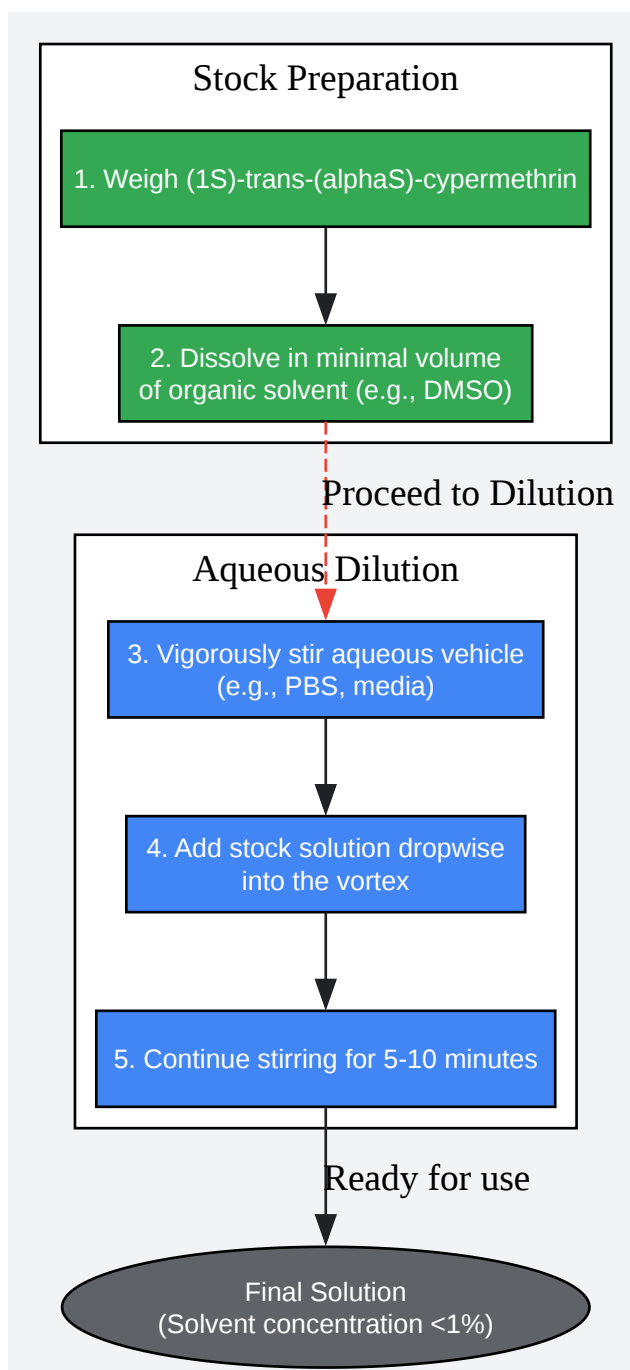 Stock Preparation
1. Weigh (1S)-trans-(alphaS)-cypermethrin
2. Dissolve in minimal volume
of organic solvent (e.g., DMSO)
Proceed to Dilution
Aqueous Dilution
3. Vigorously stir aqueous vehicle
(e.g., PBS, media)
4. Add stock solution dropwise
into the vortex
5. Continue stirring for 5-10 minutes
Ready for use
Final Solution
(Solvent concentration <1%)